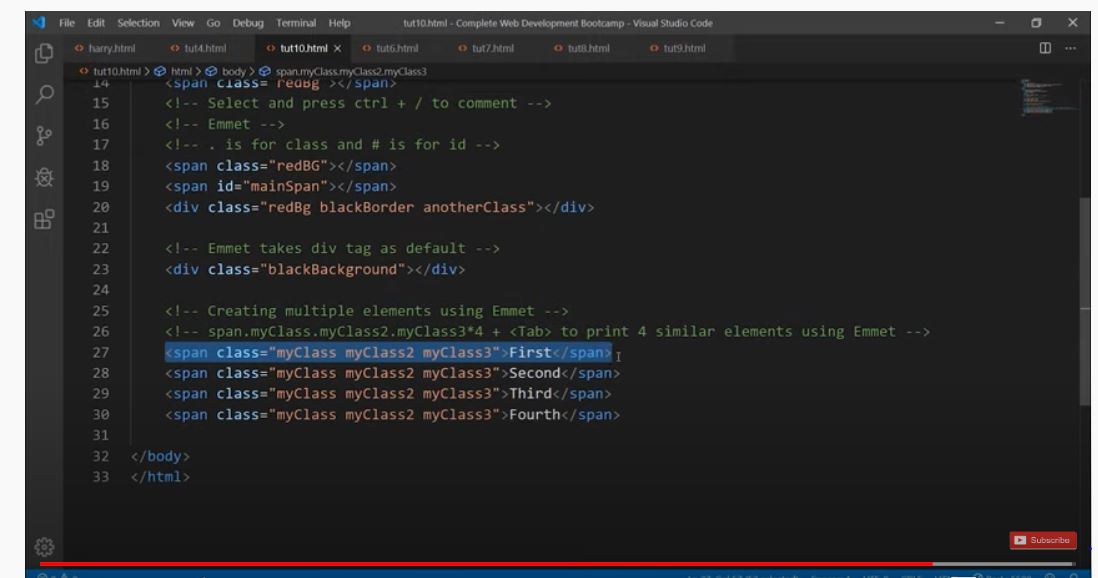 File Edit Selection View Go Debug Terminal Help tut10.html - Complete Web Development Bootcamp - Visual Studio Code
harry.html tut4.html tut10.html tut6.html tut7.html tut8.html tut9.html
tut10.html > html > body > span.myClass.myClass2.myClass3
14 <span class="redBg"></span>
15 <!-- Select and press ctrl + / to comment -->
16 <!-- Emmet -->
17 <!-- . is for class and # is for id -->
18 <span class="redBG"></span>
19 <span id="mainSpan"></span>
20 <div class="redBg blackBorder anotherClass"></div>
21
22 <!-- Emmet takes div tag as default -->
23 <div class="blackBackground"></div>
24
25 <!-- Creating multiple elements using Emmet -->
26 <!-- span.myClass.myClass2.myClass3*4 + <Tab> to print 4 similar elements using Emmet -->
27 <span class="myClass myClass2 myClass3">First</span>
28 <span class="myClass myClass2 myClass3">Second</span>
29 <span class="myClass myClass2 myClass3">Third</span>
30 <span class="myClass myClass2 myClass3">Fourth</span>
31
32 </body>
33 </html>
Subscribe